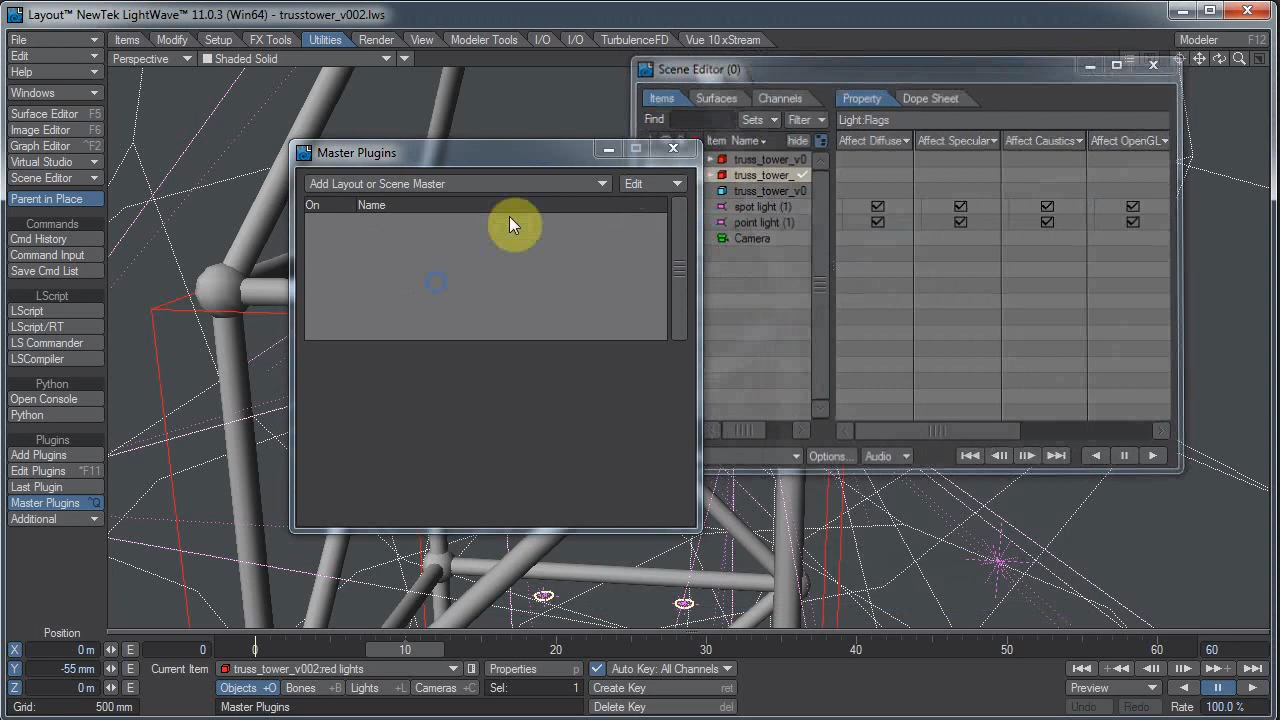 Layout™ NewTek LightWave™ 11.0.3 (Win64) - trusstower_v002.lws
File
Items
Modify
Setup
FX Tools
Utilities
Render
View
Modeler Tools
I/O
I/O
TurbulenceFD
Vue 10 xStream
Modeler
F12
Edit
Help
Windows
Perspective
Shaded Solid
Surface Editor F5
Image Editor F6
Graph Editor ^F2
Virtual Studio
Scene Editor
Parent in Place
Commands
Cmd History
Command Input
Save Cmd List
LScript
LScript
LScript/RT
LS Commander
LSCompiler
Python
Open Console
Python
Plugins
Add Plugins
Edit Plugins *F11
Last Plugin
Master Plugins ^Q
Additional
Master Plugins
Add Layout or Scene Master
Edit
On
Name
Scene Editor (0)
Items
Surfaces
Channels
Property
Dope Sheet
Find
Sets
Filter
Light:Flags
Item Name
hide
Affect Diffuse
Affect Specular
Affect Caustics
Affect OpenGL
truss_tower_v0
truss_tower_
truss_tower_v0
spot light (1)
point light (1)
Camera
Options...
Audio
Position
X 0 m E
Y -55 mm E
Z 0 m E
Grid: 500 mm
0
0
10
20
30
40
50
60
60
Current Item
truss_tower_v002:red lights
Properties p
Auto Key: All Channels
Objects +O
Bones +B
Lights +L
Cameras +C
Sel: 1
Create Key ret
Preview
Master Plugins
Delete Key del
Undo
Redo
Rate 100.0 %